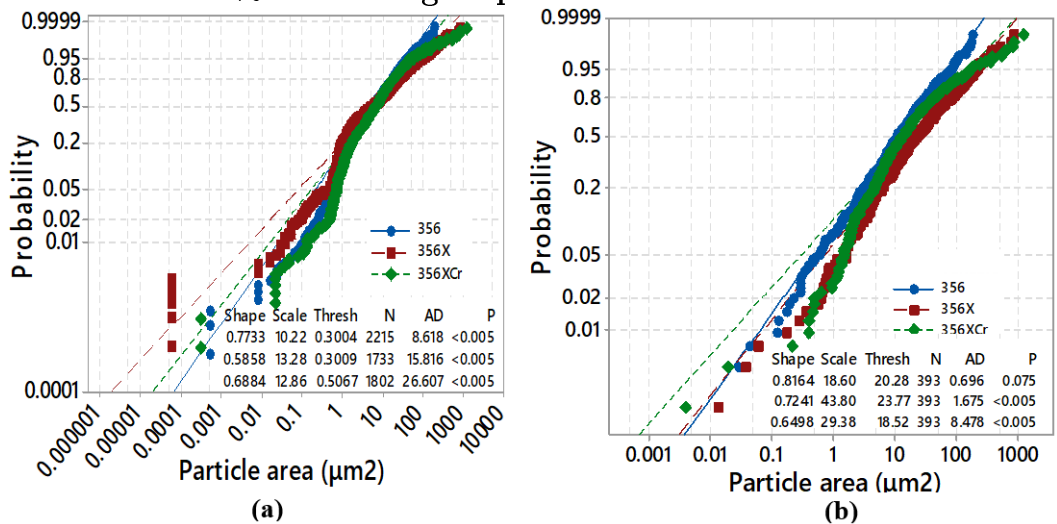 0.9999
0.95
0.8
0.5
0.2
0.05
0.02
0.01
0.0001
Probability
356
356X
356XCr
Shape Scale Thresh N AD P
0.7733 10.22 0.3004 2215 8.618 <0.005
0.5858 13.28 0.3009 1733 15.816 <0.005
0.6884 12.86 0.5067 1802 26.607 <0.005
0.000001 0.00001 0.0001 0.001 0.01 0.1 1 10 100 1000 10000
Particle area (µm2)
(a)
0.9999
0.95
0.8
0.5
0.2
0.05
0.02
0.01
Probability
356
356X
356XCr
Shape Scale Thresh N AD P
0.8164 18.60 20.28 393 0.696 0.075
0.7241 43.80 23.77 393 1.675 <0.005
0.6498 29.38 18.52 393 8.478 <0.005
0.001 0.01 0.1 1 10 100 1000
Particle area (µm2)
(b)